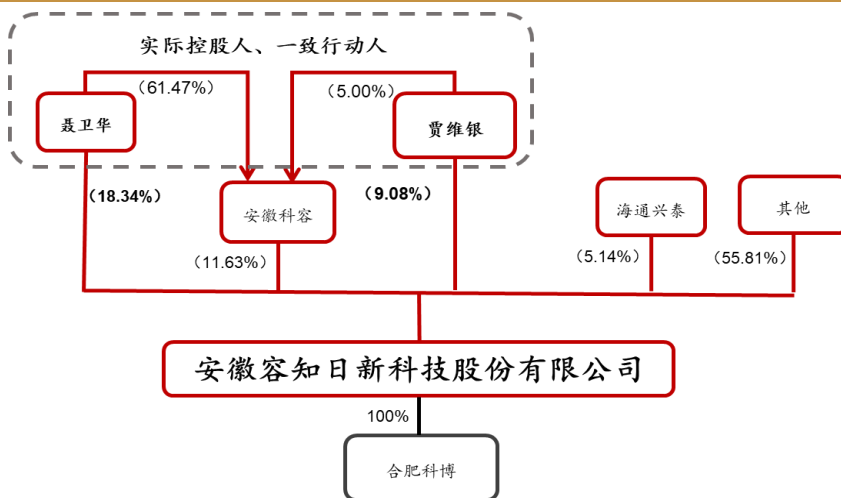 实际控股人、一致行动人
（61.47%）
（5.00%）
聂卫华
贾维银
（18.34%）
安徽科容
（9.08%）
海通兴泰
其他
（11.63%）
（5.14%）
（55.81%）
安徽容知日新科技股份有限公司
100%
合肥科博